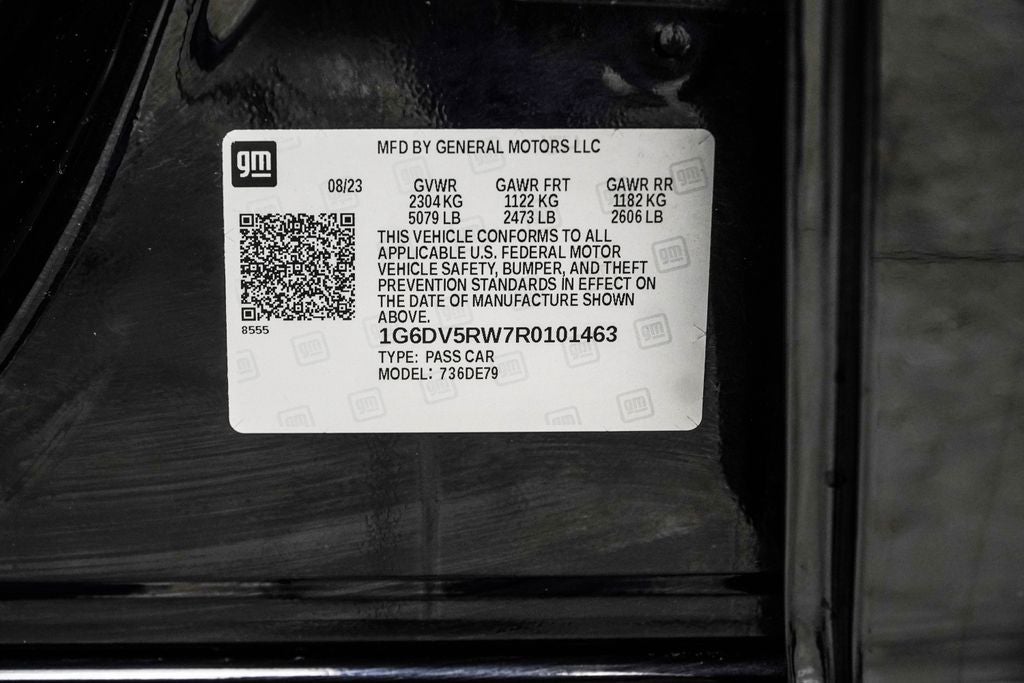 gm
MFD BY GENERAL MOTORS LLC
08/23 GVWR GAWR FRT GAWR RR
2304 KG 1122 KG 1182 KG
5079 LB 2473 LB 2606 LB
THIS VEHICLE CONFORMS TO ALL
APPLICABLE U.S. FEDERAL MOTOR
VEHICLE SAFETY, BUMPER, AND THEFT
PREVENTION STANDARDS IN EFFECT ON
THE DATE OF MANUFACTURE SHOWN
ABOVE.
8555
1G6DV5RW7R0101463
TYPE: PASS CAR
MODEL: 736DE79